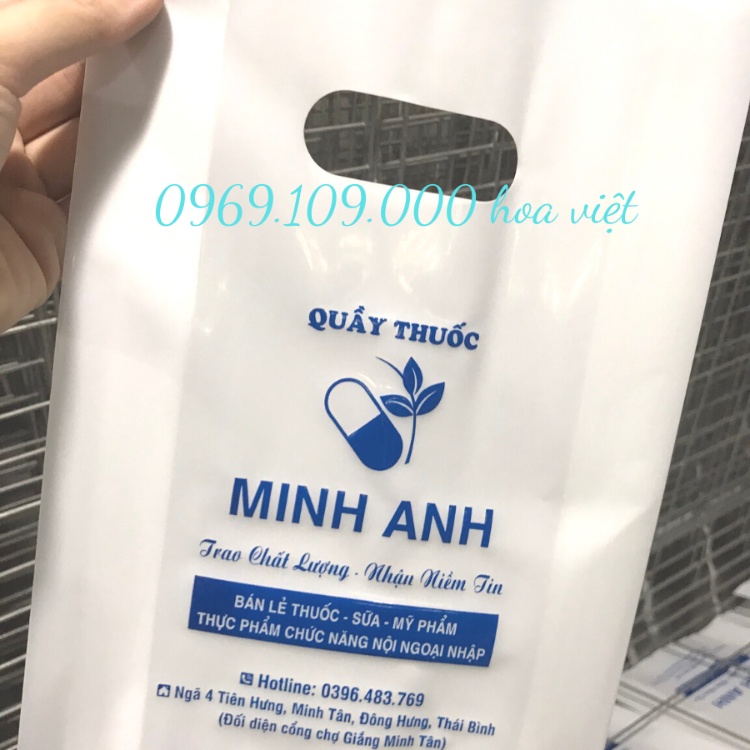 0969.109.000 hoa việt
QUẦY THUỐC
MINH ANH
Trao Chất Lượng - Nhận Niềm Tin
BÁN LẺ THUỐC - SỮA - MỸ PHẨM
THỰC PHẨM CHỨC NĂNG NỘI NGOẠI NHẬP
Hotline: 0396.483.769
Ngã 4 Tiên Hưng, Minh Tân, Đông Hưng, Thái Bình
(Đối diện cổng chợ Giắng Minh Tân)